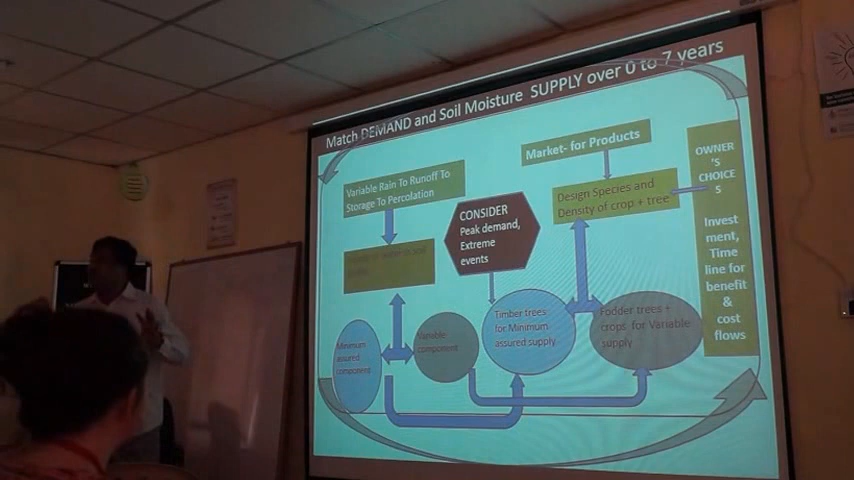 Match DEMAND and Soil Moisture SUPPLY over 0 to 7 years
Variable Rain To Runoff To
Storage To Percolation
CONSIDER
Peak demand,
Extreme
events
Market- for Products
Design Species and
Density of crop + tree
OWNER
'S
CHOICE
S
Invest
ment,
Time
line for
benefit
&
cost
flows
Minimum
assured
component
Variable
component
Timber trees
for Minimum
assured supply
Fodder trees +
crops for Variable
supply